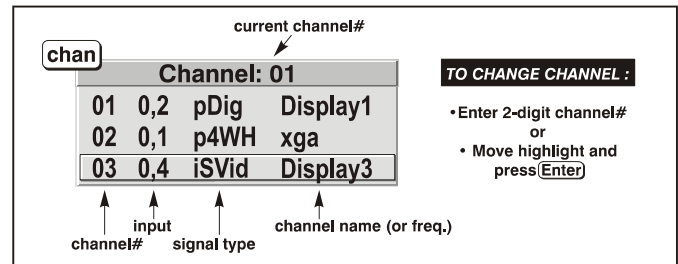 current channel#
chan
Channel: 01
01 0,2 pDig Display1
02 0,1 p4WH xga
03 0,4 iSVid Display3
channel#
input
signal type
channel name (or freq.)
TO CHANGE CHANNEL :
•Enter 2-digit channel#
or
• Move highlight and
press Enter